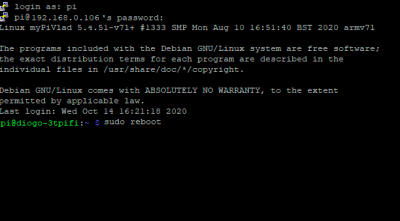 login as: pi
pi@192.168.0.106's password:
Linux myPiVlad 5.4.51-v7l+ #1333 SMP Mon Aug 10 16:51:40 BST 2020 armv7l

The programs included with the Debian GNU/Linux system are free software;
the exact distribution terms for each program are described in the
individual files in /usr/share/doc/*/copyright.

Debian GNU/Linux comes with ABSOLUTELY NO WARRANTY, to the extent
permitted by applicable law.
Last login: Wed Oct 14 16:21:18 2020
pi@diogo-3tpifi:~ $ sudo reboot